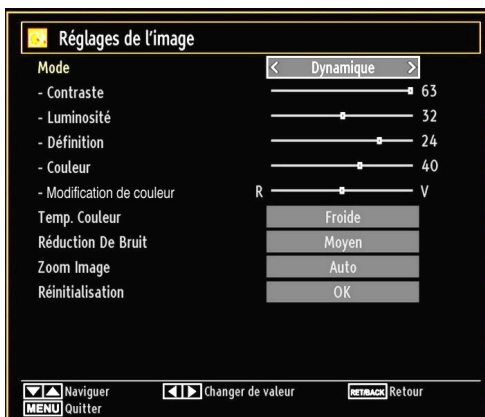 Réglages de l'image
Mode < Dynamique >
- Contraste 63
- Luminosité 32
- Définition 24
- Couleur 40
- Modification de couleur R V
Temp. Couleur Froide
Réduction De Bruit Moyen
Zoom Image Auto
Réinitialisation OK
Naviguer Changer de valeur RET/BACK Retour
MENU Quitter